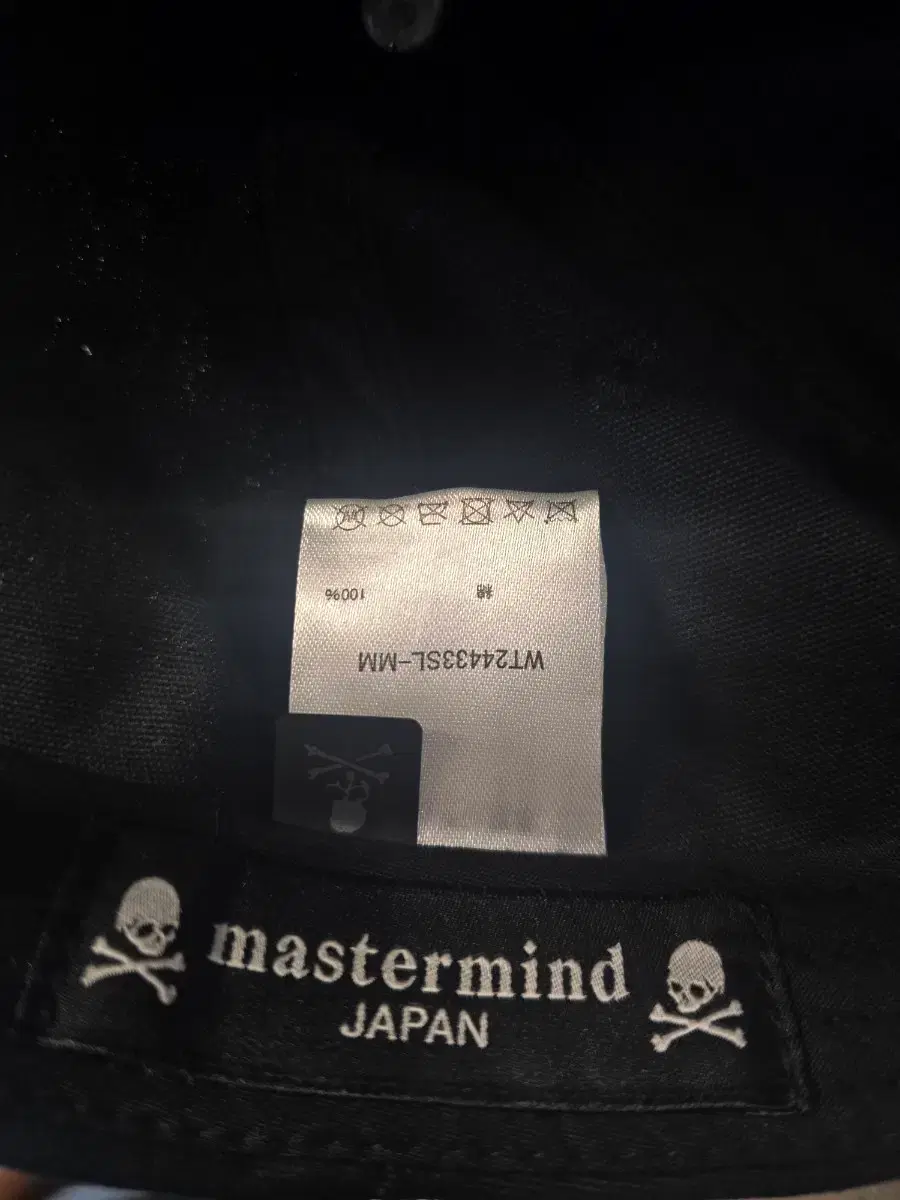 WT24433SL-MM
綿 100%
mastermind
JAPAN